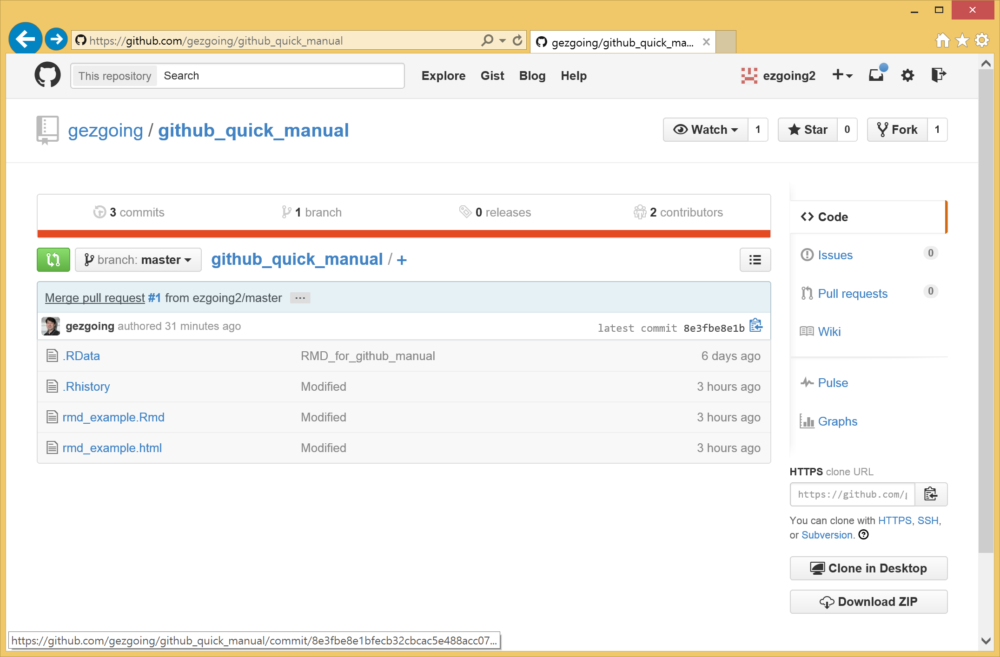 https://github.com/gezgoing/github_quick_manual
gezgoing/github_quick_ma...
This repository Search Explore Gist Blog Help ezgoing2
gezgoing / github_quick_manual
Watch 1 Star 0 Fork 1
3 commits 1 branch 0 releases 2 contributors
branch: master github_quick_manual / +
Merge pull request #1 from ezgoing2/master ...
gezgoing authored 31 minutes ago latest commit 8e3fbe8e1b
.RData RMD_for_github_manual 6 days ago
.Rhistory Modified 3 hours ago
rmd_example.Rmd Modified 3 hours ago
rmd_example.html Modified 3 hours ago
Code
Issues 0
Pull requests 0
Wiki
Pulse
Graphs
HTTPS clone URL
https://github.com/g
You can clone with HTTPS, SSH,
or Subversion.
Clone in Desktop
Download ZIP
https://github.com/gezgoing/github_quick_manual/commit/8e3fbe8e1bfecb32cbcac5e488acc07...